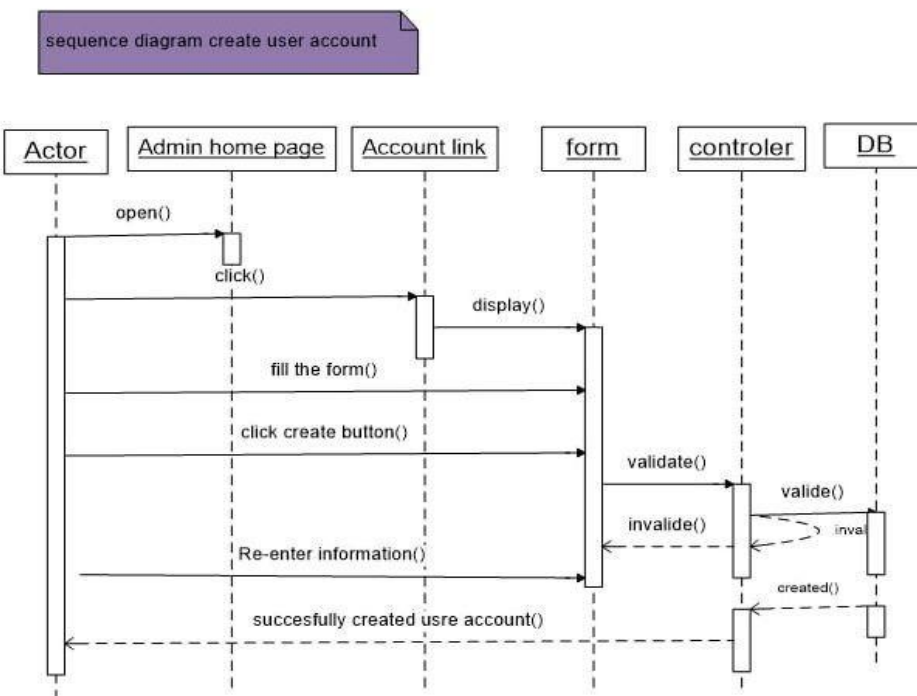 sequence diagram create user account
Actor
Admin home page
Account link
form
controler
DB
open()
click()
display()
fill the form()
click create button()
validate()
valide()
invalide()
inval
Re-enter information()
created()
succesfully created usre account()